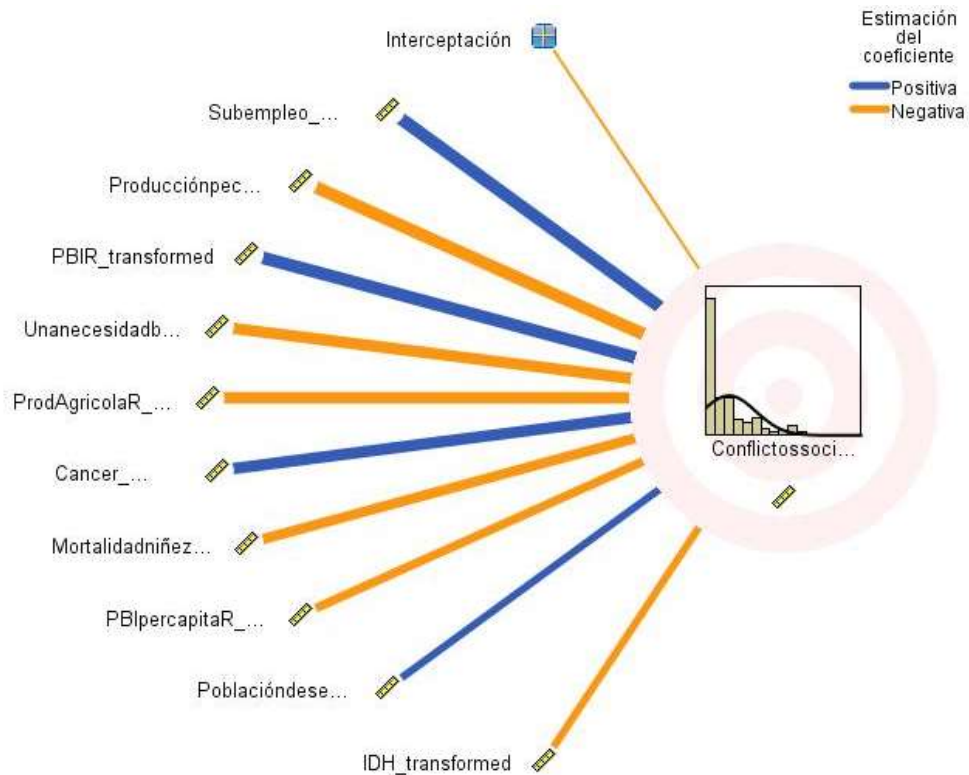 Estimación
del
coeficiente
Positiva
Negativa
Interceptación
Subempleo_...
Producciónpec...
PBIR_transformed
Unanecesidadb...
ProdAgricolaR_...
Cancer_...
Mortalidadniñez...
PBIpercapitaR_...
Poblacióndese...
IDH_transformed
Conflictossoci...